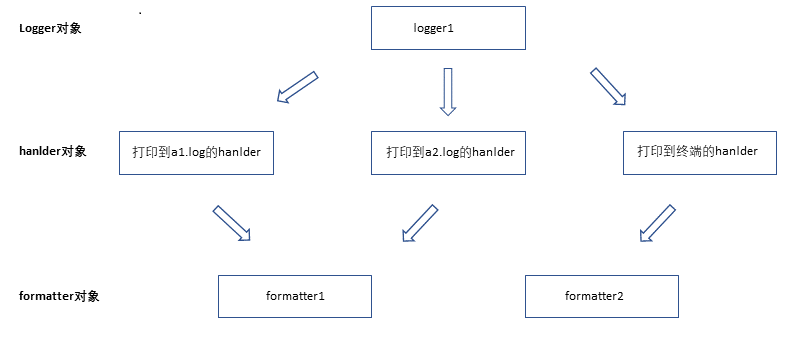 Logger对象
logger1
hanlder对象
打印到a1.log的hanlder
打印到a2.log的hanlder
打印到终端的hanlder
formatter对象
formatter1
formatter2